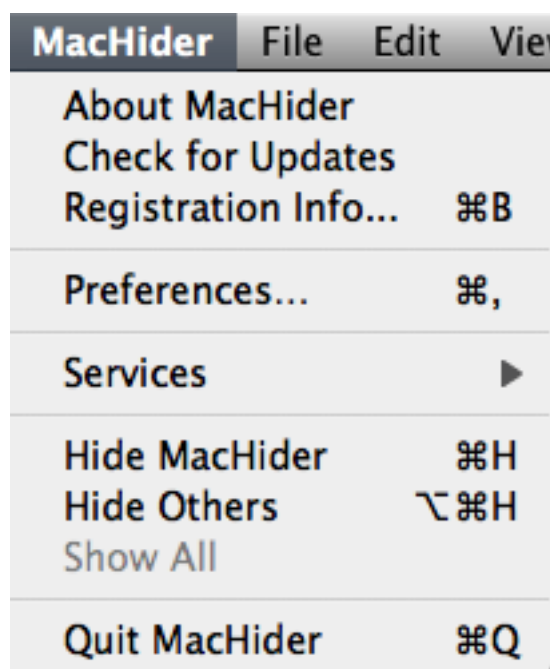 MacHider File Edit Vie
About MacHider
Check for Updates
Registration Info... ⌘B
Preferences... ⌘,
Services ▶
Hide MacHider ⌘H
Hide Others ⌥⌘H
Show All
Quit MacHider ⌘Q